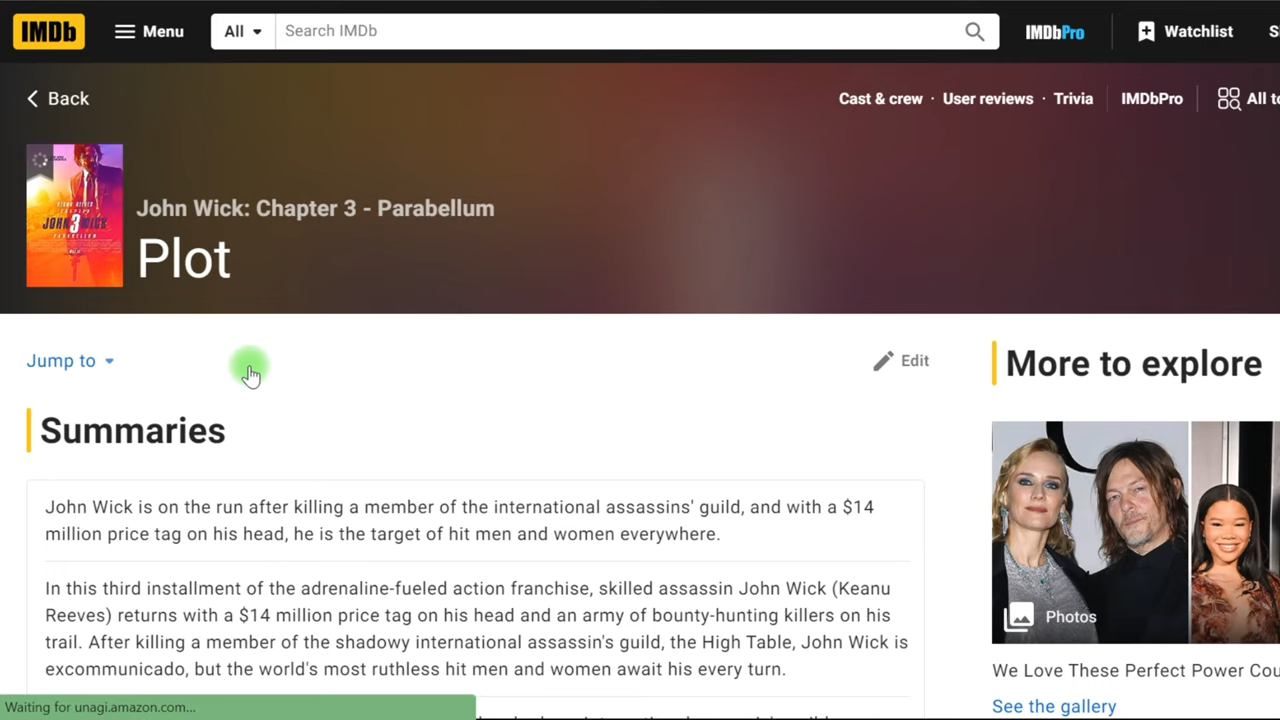 IMDb
Menu
All
Search IMDb
IMDbPro
Watchlist
Back
Cast & crew · User reviews · Trivia
IMDbPro
All
John Wick: Chapter 3 - Parabellum
Plot
Jump to
Edit
More to explore
Summaries
John Wick is on the run after killing a member of the international assassins' guild, and with a $14
million price tag on his head, he is the target of hit men and women everywhere.
In this third installment of the adrenaline-fueled action franchise, skilled assassin John Wick (Keanu
Reeves) returns with a $14 million price tag on his head and an army of bounty-hunting killers on his
trail. After killing a member of the shadowy international assassin's guild, the High Table, John Wick is
excommunicado, but the world's most ruthless hit men and women await his every turn.
Photos
We Love These Perfect Power
See the gallery
Waiting for unagi.amazon.com...